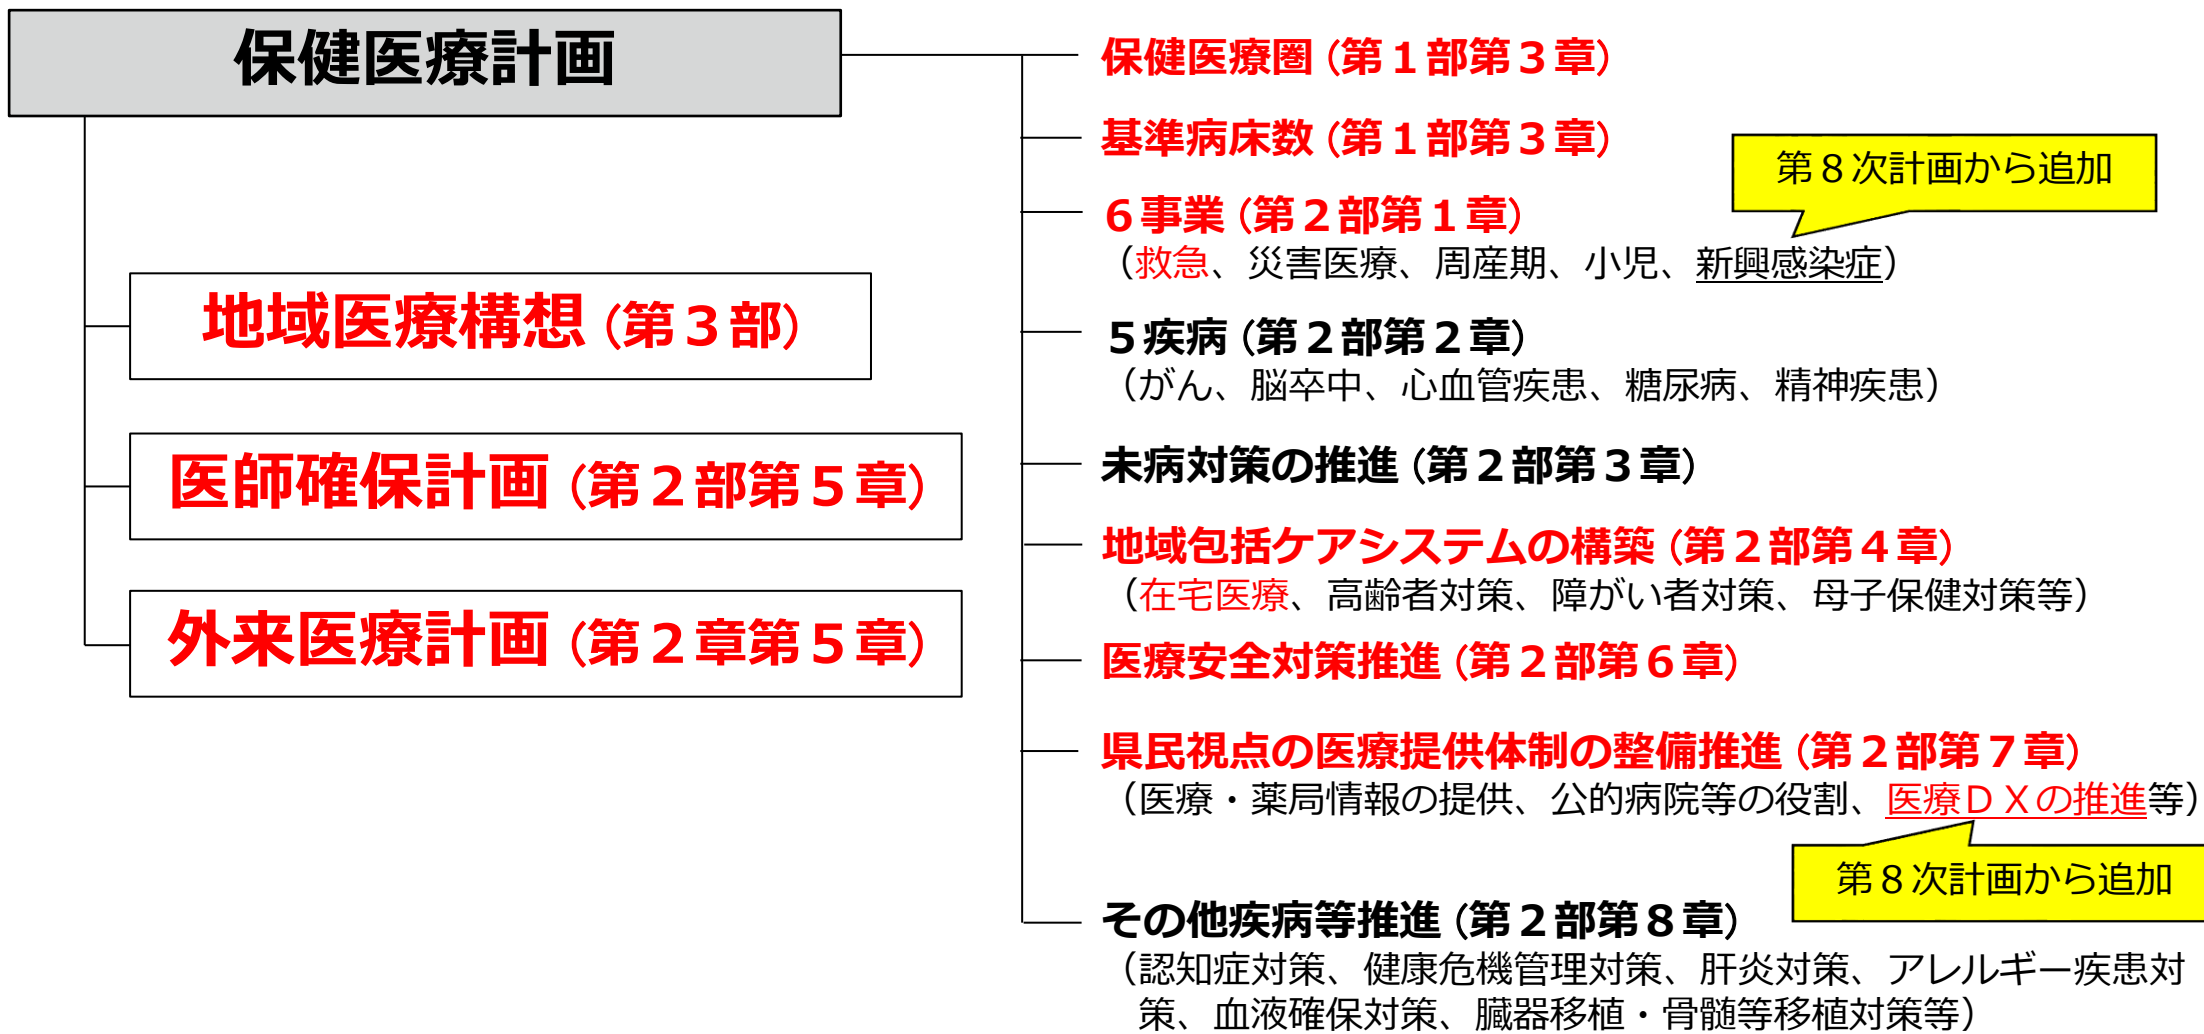 保健医療計画
地域医療構想（第３部）
医師確保計画（第２部第５章）
外来医療計画（第２章第５章）
保健医療圏（第１部第３章）
基準病床数（第１部第３章）
第８次計画から追加
６事業（第２部第１章）
（救急、災害医療、周産期、小児、新興感染症）
５疾病（第２部第２章）
（がん、脳卒中、心血管疾患、糖尿病、精神疾患）
未病対策の推進（第２部第３章）
地域包括ケアシステムの構築（第２部第４章）
（在宅医療、高齢者対策、障がい者対策、母子保健対策等）
医療安全対策推進（第２部第６章）
県民視点の医療提供体制の整備推進（第２部第７章）
（医療・薬局情報の提供、公的病院等の役割、医療ＤＸの推進等）
第８次計画から追加
その他疾病等推進（第２部第８章）
（認知症対策、健康危機管理対策、肝炎対策、アレルギー疾患対
策、血液確保対策、臓器移植・骨髄等移植対策等）